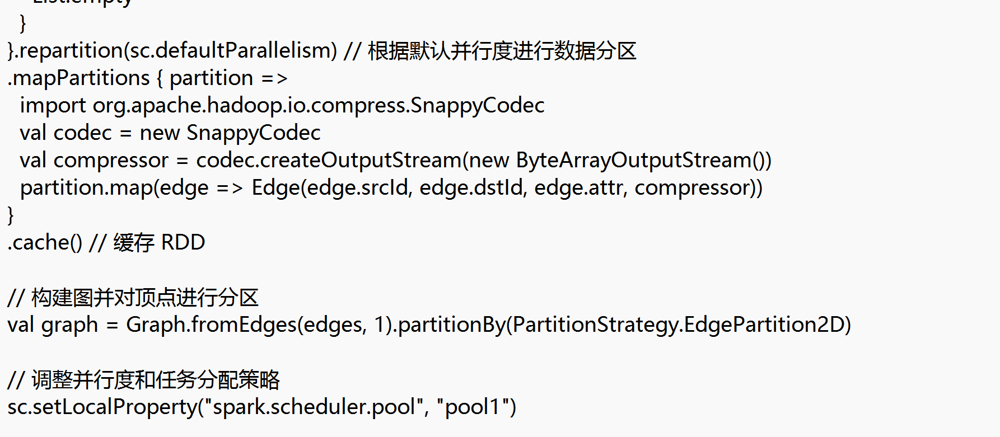 List.empty
  }
}.repartition(sc.defaultParallelism) // 根据默认并行度进行数据分区
.mapPartitions { partition =>
  import org.apache.hadoop.io.compress.SnappyCodec
  val codec = new SnappyCodec
  val compressor = codec.createOutputStream(new ByteArrayOutputStream())
  partition.map(edge => Edge(edge.srcId, edge.dstId, edge.attr, compressor))
}
.cache() // 缓存 RDD

// 构建图并对顶点进行分区
val graph = Graph.fromEdges(edges, 1).partitionBy(PartitionStrategy.EdgePartition2D)

// 调整并行度和任务分配策略
sc.setLocalProperty("spark.scheduler.pool", "pool1")